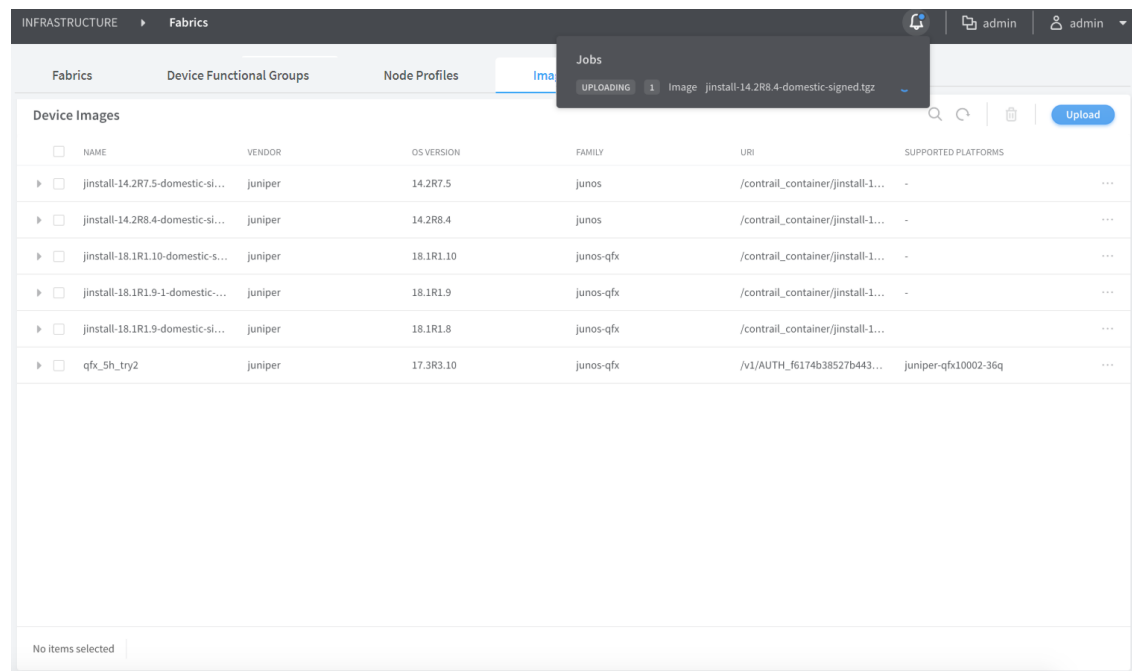 INFRASTRUCTURE Fabrics admin admin
Jobs
UPLOADING 1 Image jinstall-14.2R8.4-domestic-signed.tgz
Fabrics Device Functional Groups Node Profiles
Device Images Upload
NAME VENDOR OS VERSION FAMILY URI SUPPORTED PLATFORMS
jinstall-14.2R7.5-domestic-si... juniper 14.2R7.5 junos /contrail_container/jinstall-1... - ...
jinstall-14.2R8.4-domestic-si... juniper 14.2R8.4 junos /contrail_container/jinstall-1... - ...
jinstall-18.1R1.10-domestic-s... juniper 18.1R1.10 junos-qfx /contrail_container/jinstall-1... - ...
jinstall-18.1R1.9-1-domestic-... juniper 18.1R1.9 junos-qfx /contrail_container/jinstall-1... - ...
jinstall-18.1R1.9-domestic-si... juniper 18.1R1.8 junos-qfx /contrail_container/jinstall-1... ...
qfx_5h_try2 juniper 17.3R3.10 junos-qfx /v1/AUTH_f6174b38527b443... juniper-qfx10002-36q ...
No items selected